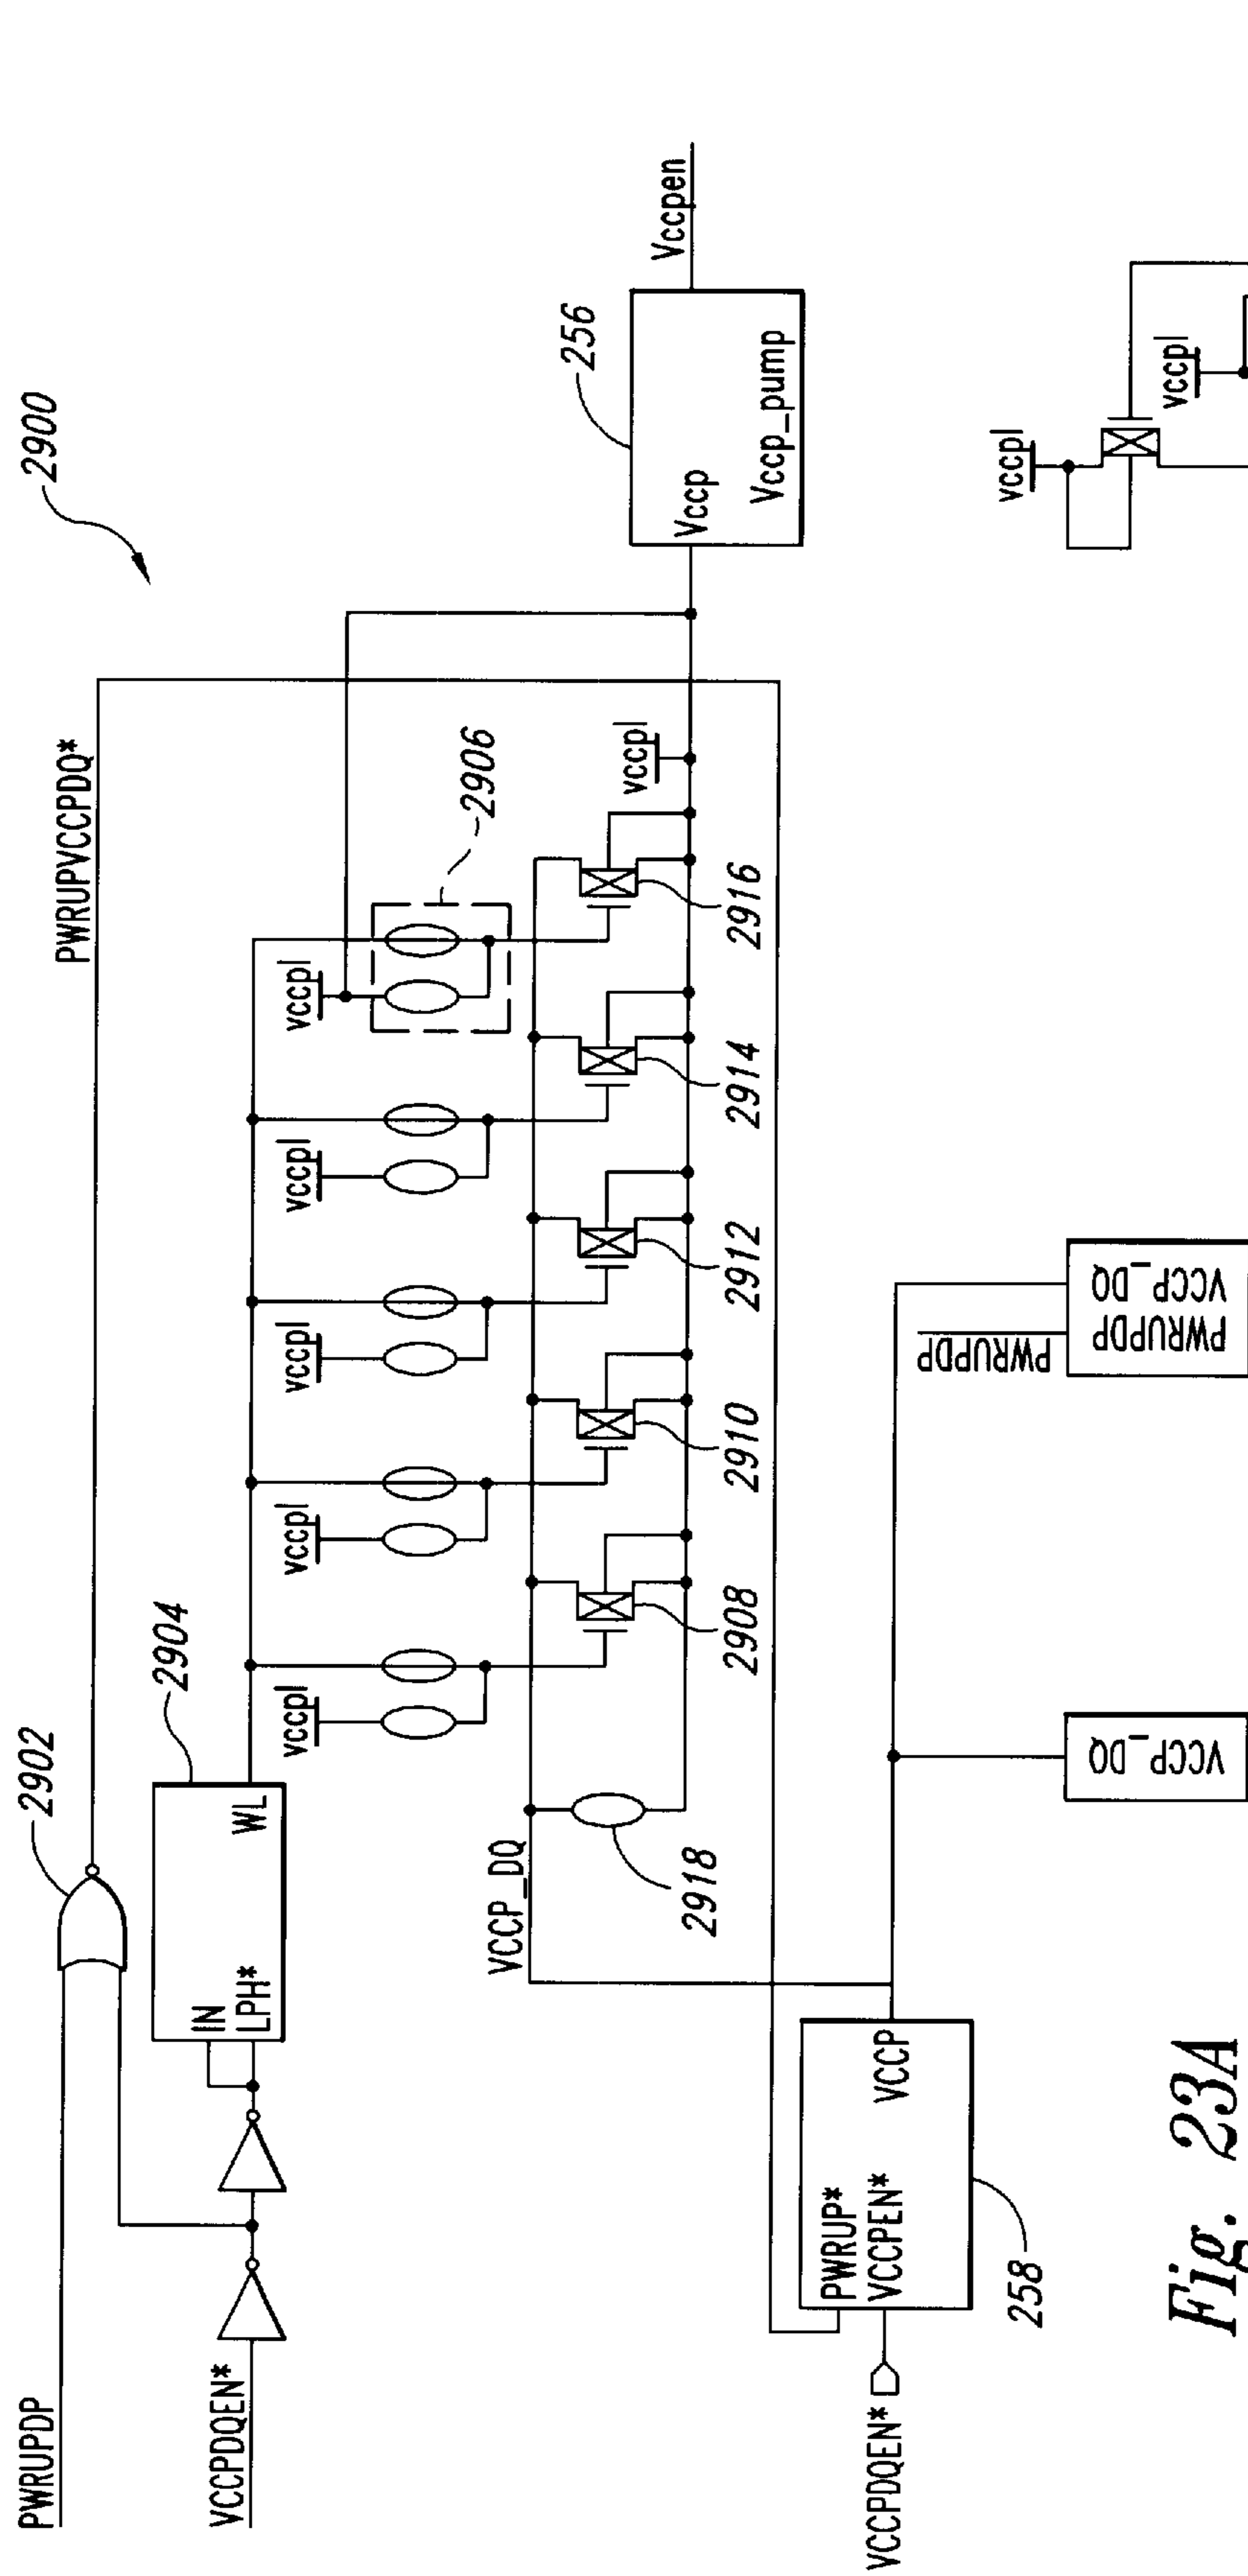 2900
PWRUPVCCPDQ*
2902
PWRUPDP
2904
IN
LPH*
WL
VCCPDQEN*
vccpl
vccpl
vccpl
vccpl
vccpl
2906
256
Vccpen
Vccp
Vccp_pump
VCCP_DQ
vccpl
2918
2908
2910
2912
2914
2916
vccpl
vccpl
PWRUP*
VCCPEN*
VCCP
VCCPDQEN*
258
VCCP_DQ
PWRUPDP
PWRUPDP
VCCP_DQ
Fig. 23A